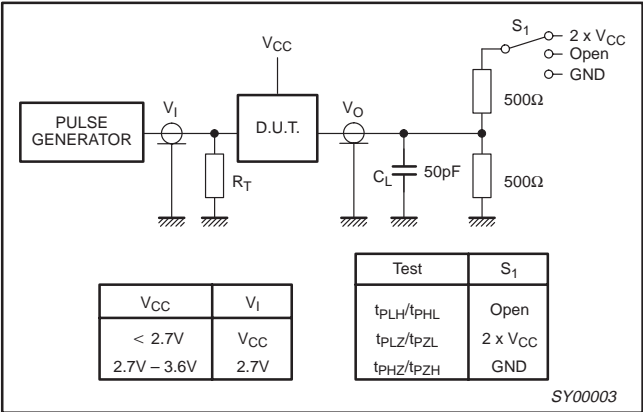 S1
2 x VCC
Open
GND
VCC
500Ω
PULSE
GENERATOR
VI
D.U.T.
VO
RT
CL
50pF
500Ω
VCC VI
< 2.7V VCC
2.7V – 3.6V 2.7V
Test S1
tPLH/tPHL Open
tPLZ/tPZL 2 x VCC
tPHZ/tPZH GND
SY00003